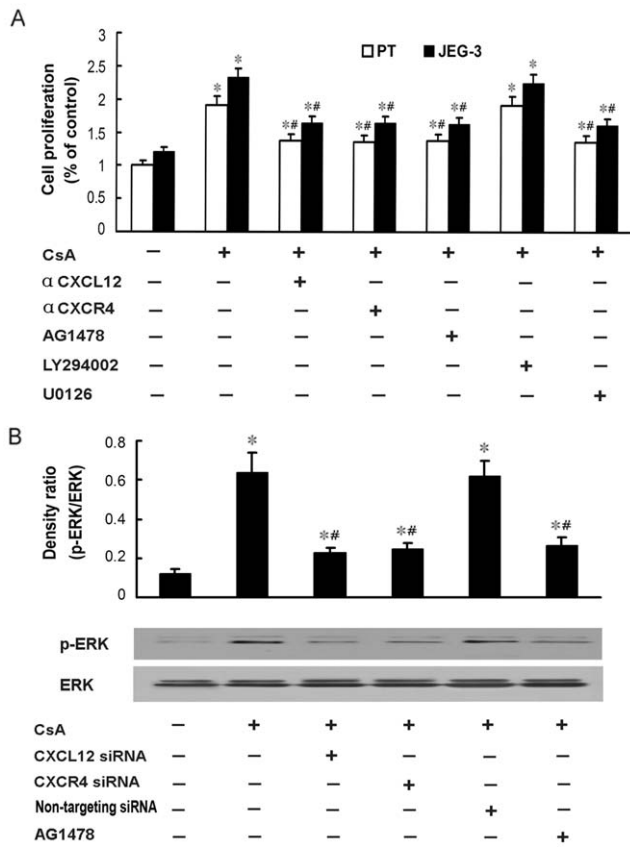 A
Cell proliferation
(% of control)
3
2.5
2
1.5
1
0.5
0
PT JEG-3
* * *# *# *# *# *# *# * * *# *#
CsA − + + + + + +
α CXCL12 − − + − − − −
α CXCR4 − − − + − − −
AG1478 − − − − + − −
LY294002 − − − − − + −
U0126 − − − − − − +
B
Density ratio
(p-ERK/ERK)
0.8
0.6
0.4
0.2
0
* *# *# * *#
p-ERK
ERK
CsA − + + + + +
CXCL12 siRNA − − + − − −
CXCR4 siRNA − − − + − −
Non-targeting siRNA − − − − + −
AG1478 − − − − − +